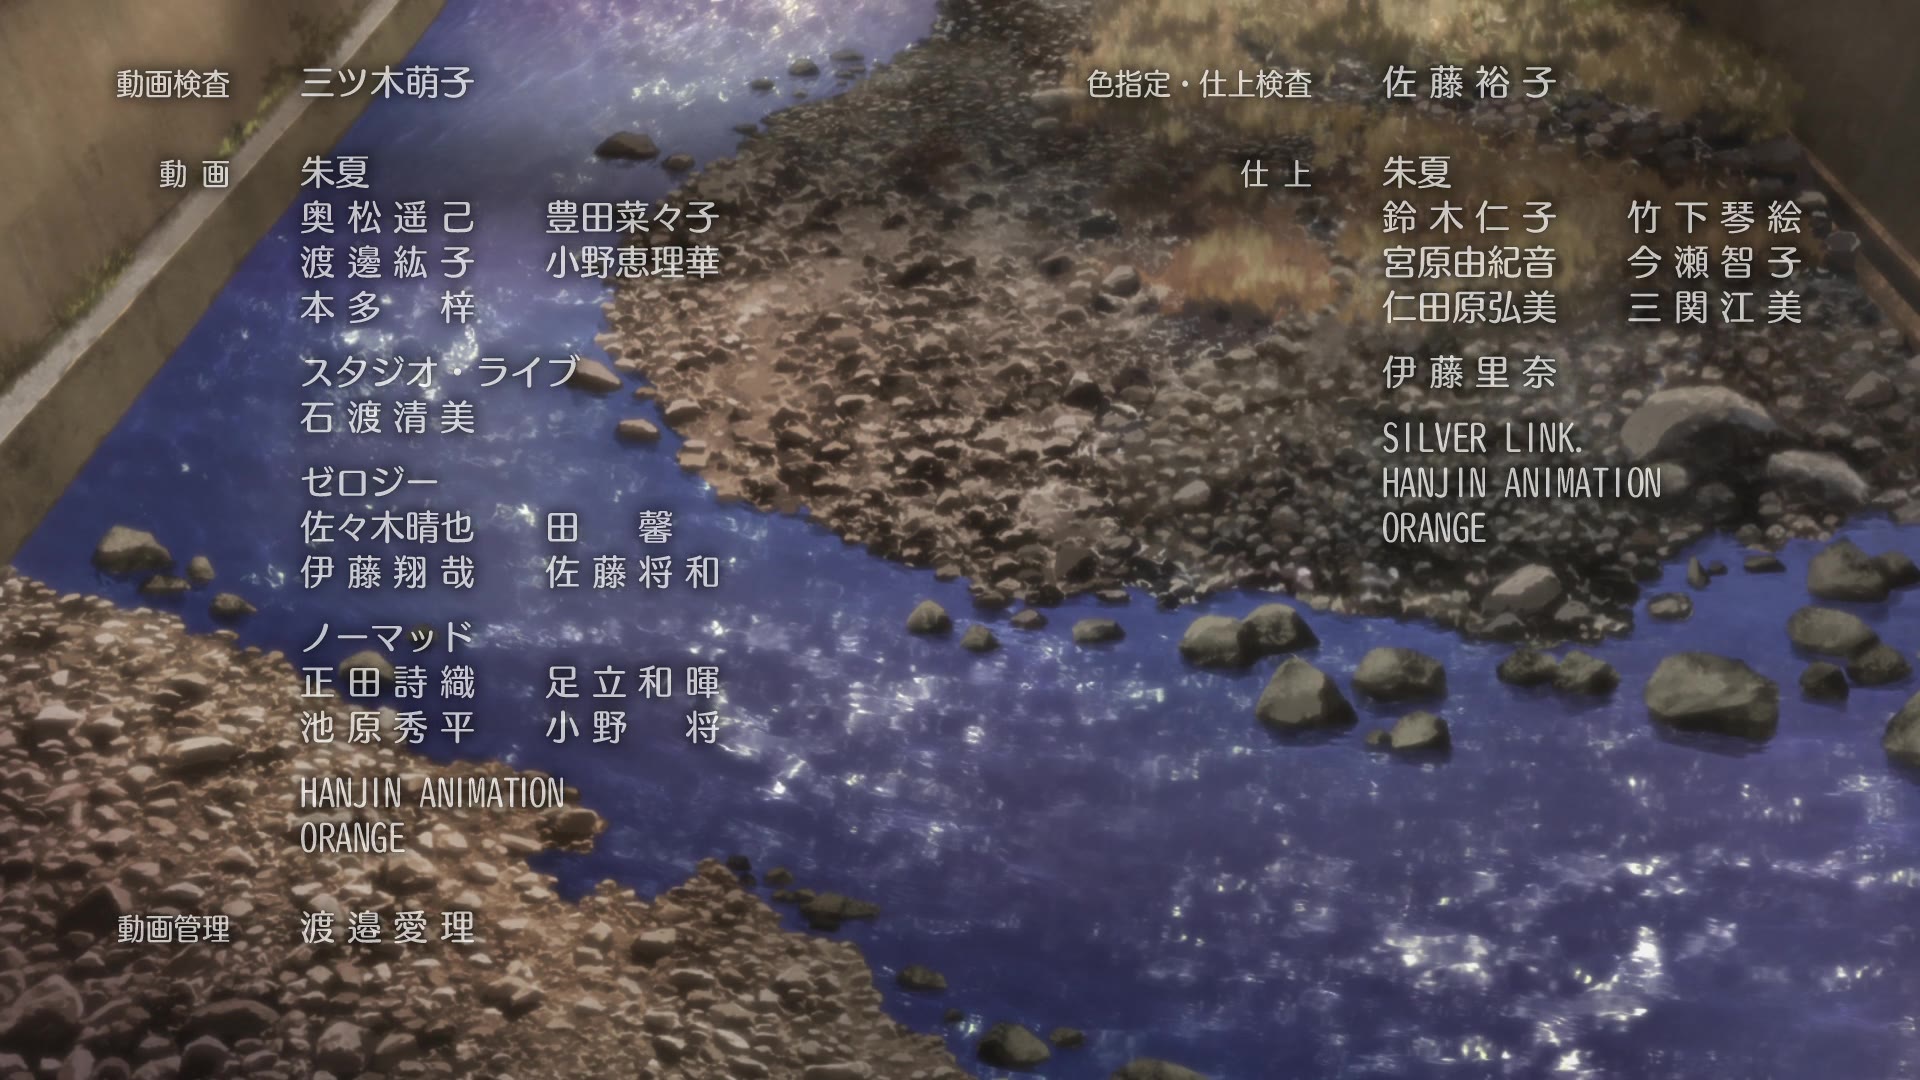 動画検査 三ツ木萌子
動画 朱夏
奥松遥己 豊田菜々子
渡邊紘子 小野恵理華
本多梓
スタジオ・ライブ
石渡清美
ゼロジー
佐々木晴也 田馨
伊藤翔哉 佐藤将和
ノーマッド
正田詩織 足立和暉
池原秀平 小野将
HANJIN ANIMATION
ORANGE
動画管理 渡邉愛理
色指定・仕上検査 佐藤裕子
仕上 朱夏
鈴木仁子 竹下琴絵
宮原由紀音 今瀬智子
仁田原弘美 三関江美
伊藤里奈
SILVER LINK.
HANJIN ANIMATION
ORANGE